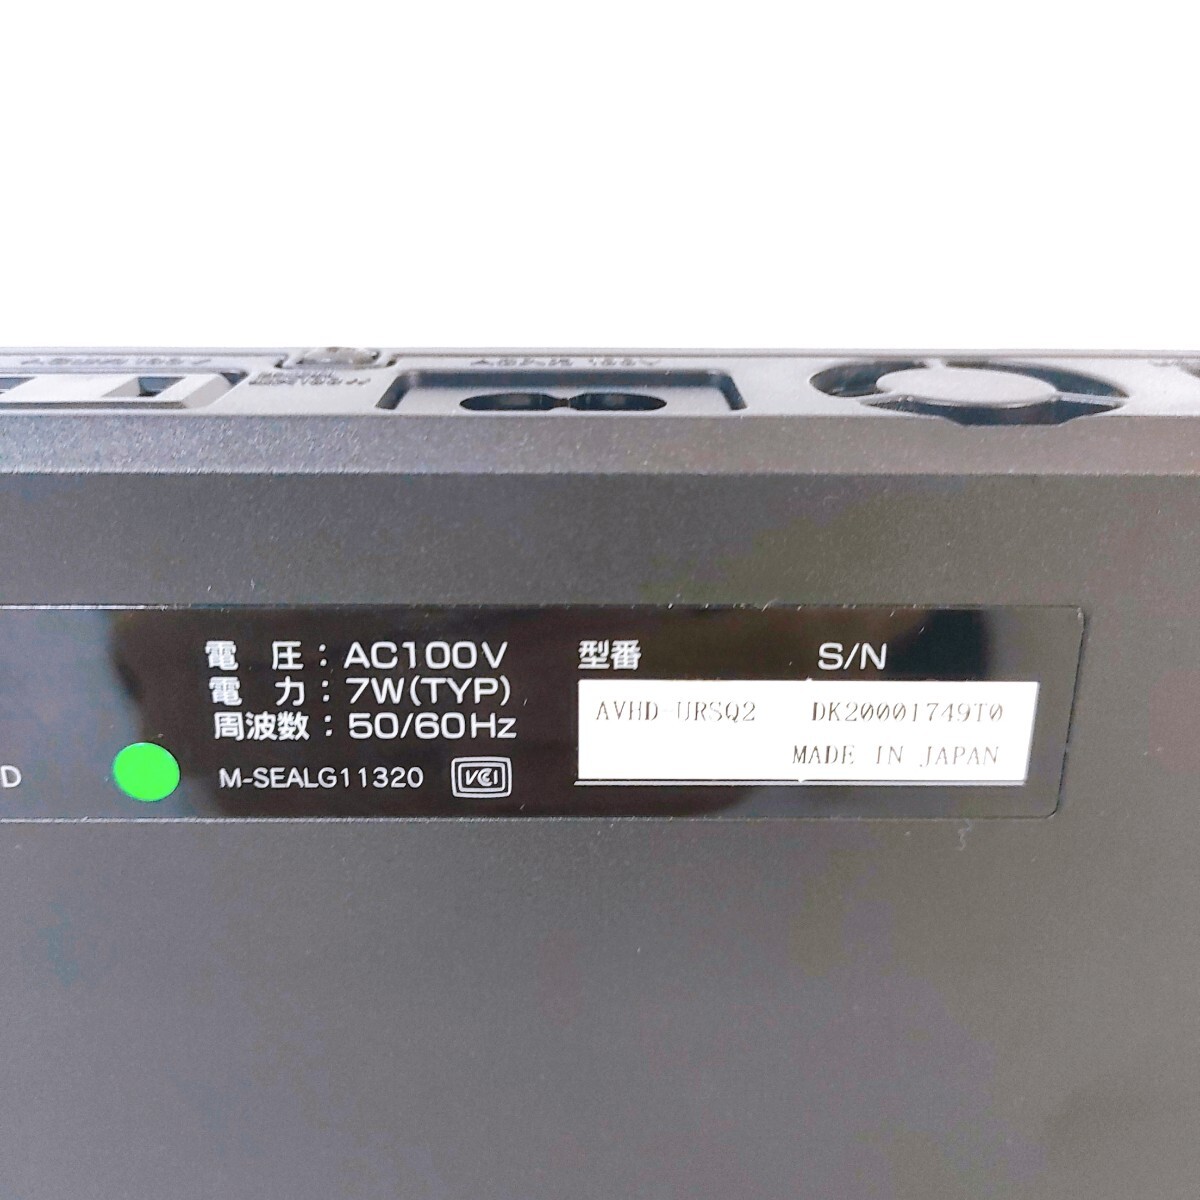 電 圧：AC100V
電 力：7W(TYP)
周波数：50/60Hz
M-SEALG11320
VCI
型番
S/N
AVHD-URSQ2 DK20001749T0
MADE IN JAPAN
D